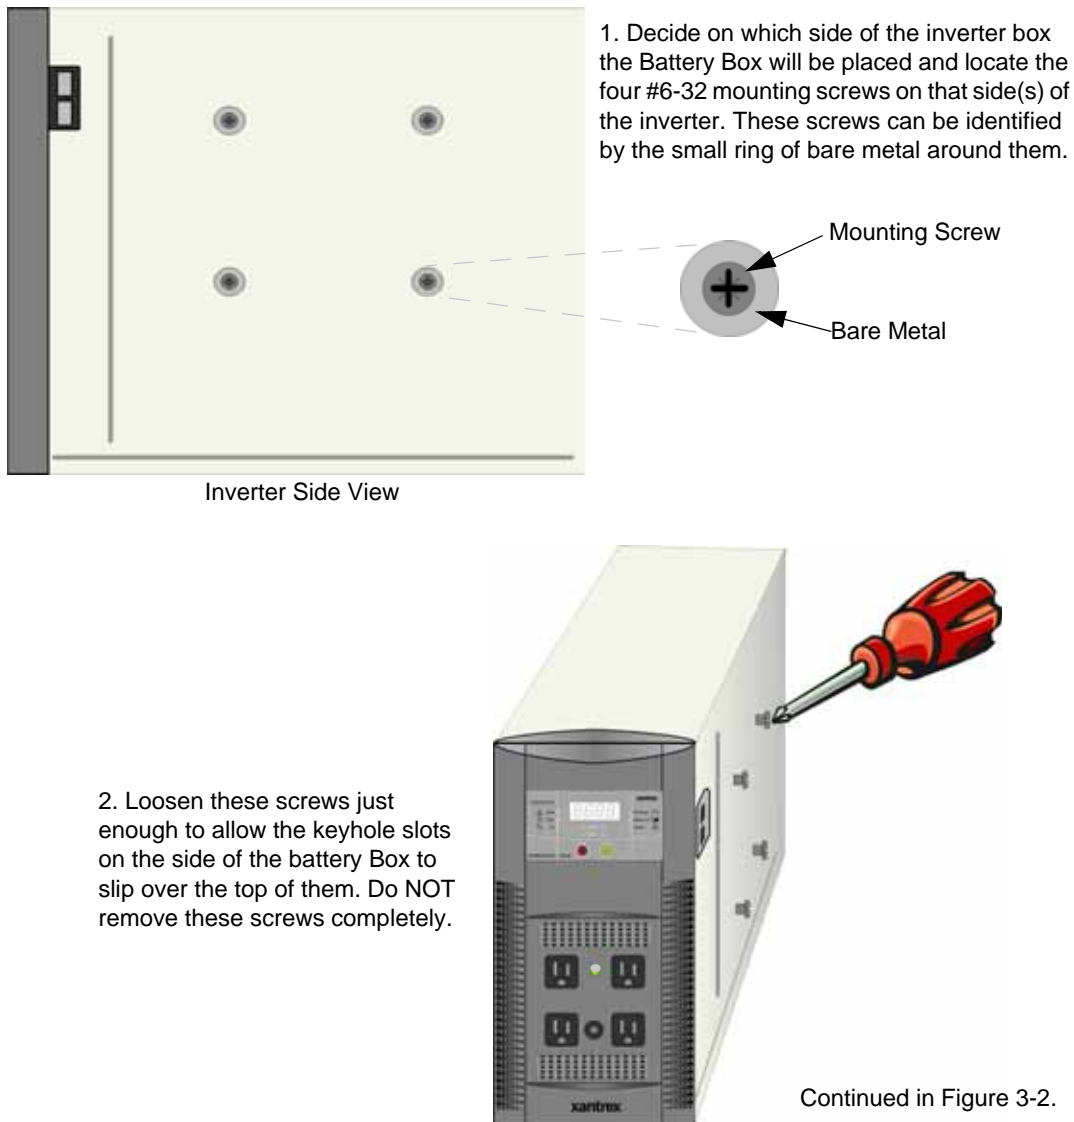 1. Decide on which side of the inverter box
the Battery Box will be placed and locate the
four #6-32 mounting screws on that side(s) of
the inverter. These screws can be identified
by the small ring of bare metal around them.
Mounting Screw
Bare Metal
Inverter Side View
2. Loosen these screws just
enough to allow the keyhole slots
on the side of the battery Box to
slip over the top of them. Do NOT
remove these screws completely.
xantrex
Continued in Figure 3-2.